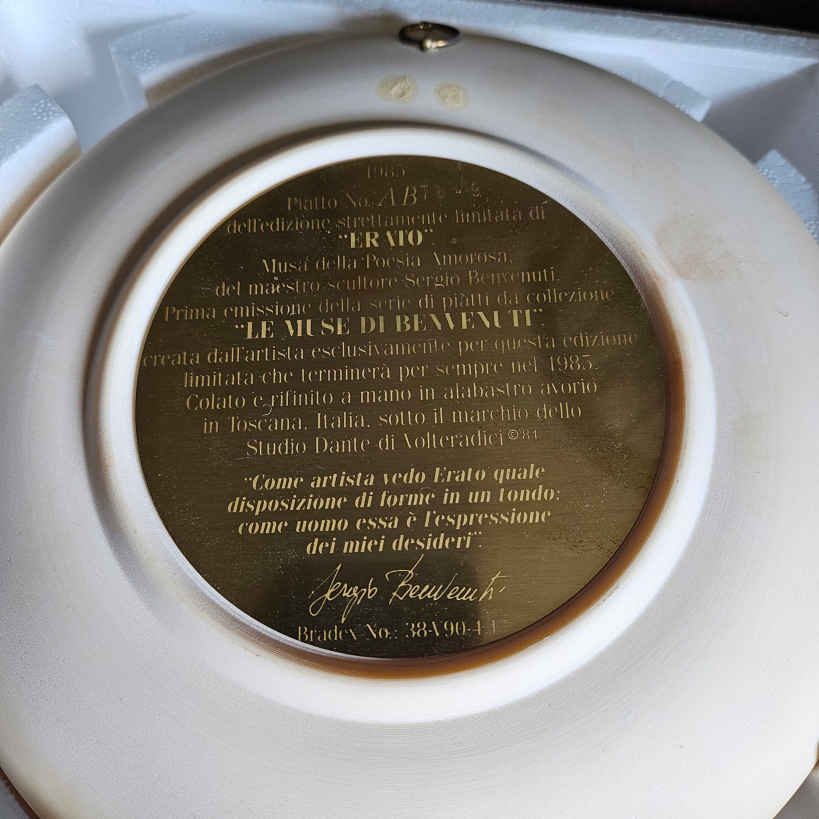 1985
Piatto No. AB
dell'edizione strettamente limitata di
"ERATO"
Musa della Poesia Amorosa,
del maestro scultore Sergio Benvenuti.
Prima emissione della serie di piatti da collezione
"LE MUSE DI BENVENUTI"
creata dall'artista esclusivamente per questa edizione
limitata che terminerà per sempre nel 1985.
Colato e rifinito a mano in alabastro avorio
in Toscana, Italia, sotto il marchio dello
Studio Dante di Volteradici ©84
"Come artista vedo Erato quale
disposizione di forme in un tondo:
come uomo essa è l'espressione
dei miei desideri".
Sergio Benvenuti
Bradex No.: 38-V90-4.1